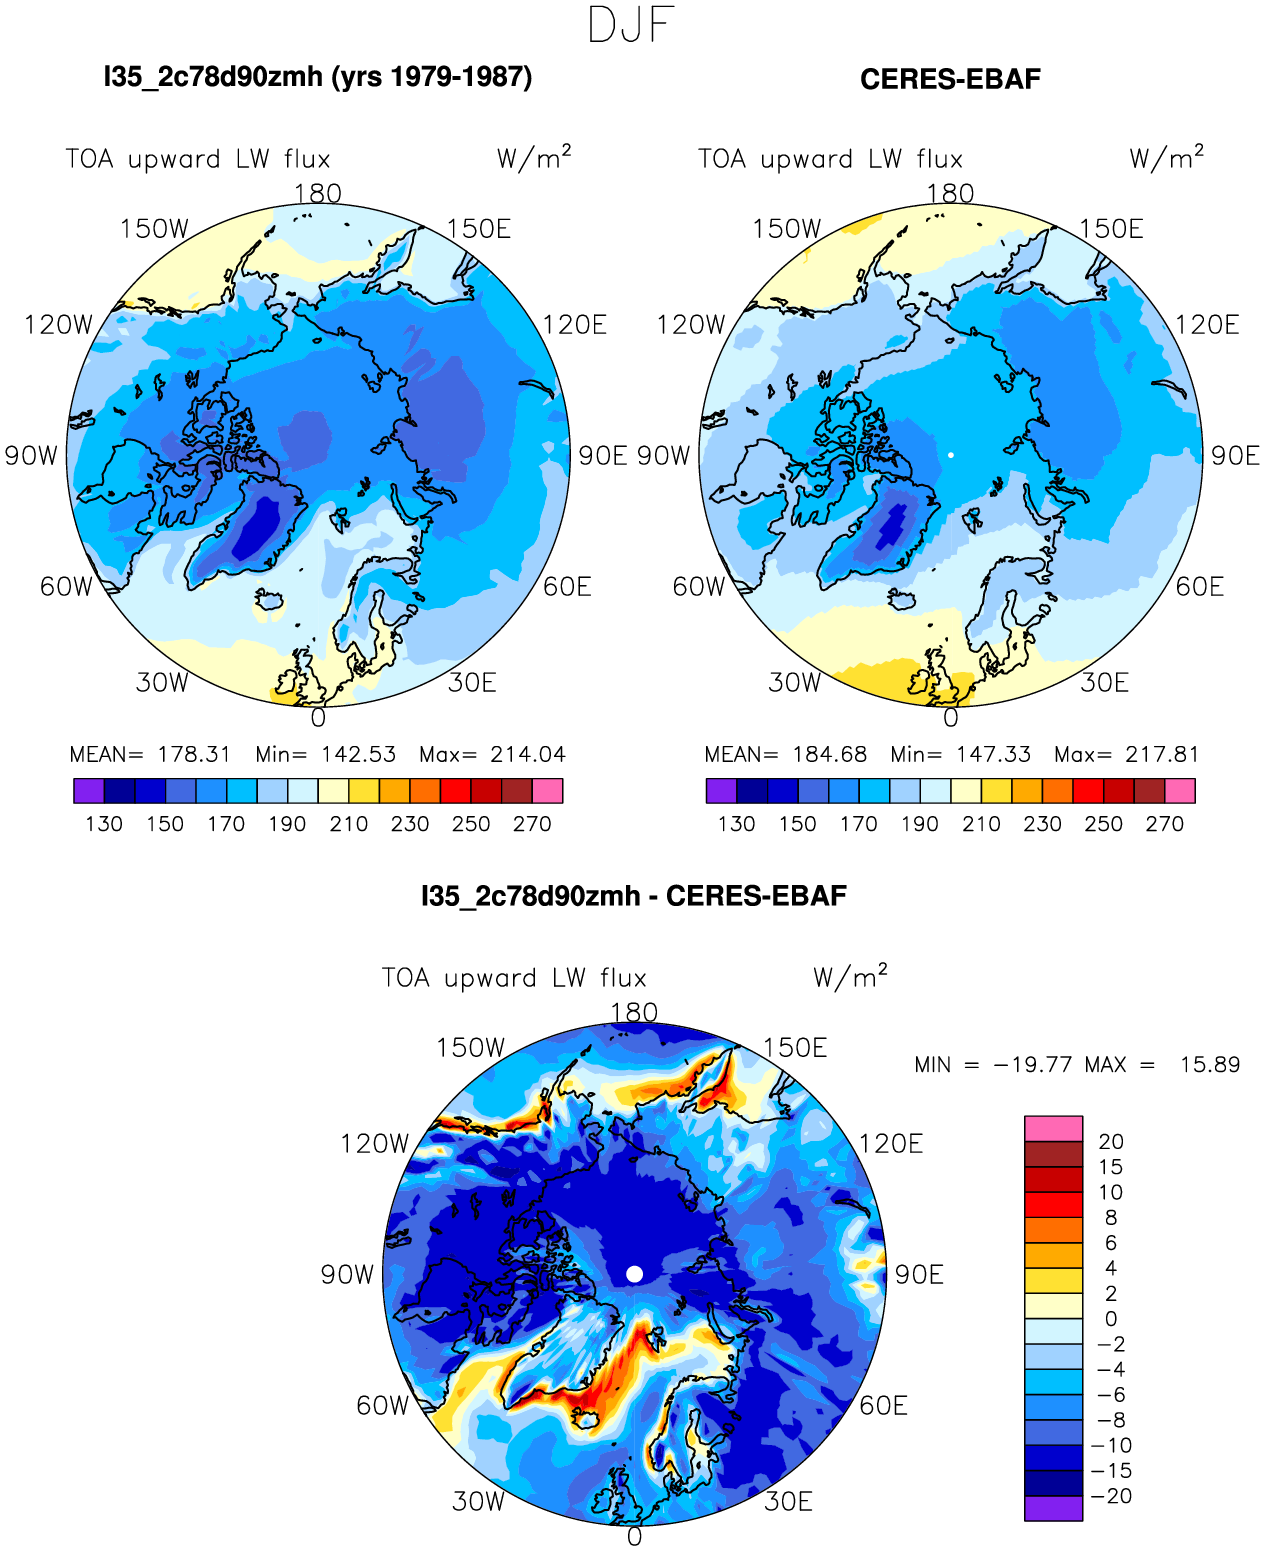 DJF
I35_2c78d90zmh (yrs 1979-1987)
CERES-EBAF
TOA upward LW flux W/m²
TOA upward LW flux W/m²
180
150W 150E
120W 120E
90W 90E
60W 60E
30W 30E
0
180
150W 150E
120W 120E
90W 90E
60W 60E
30W 30E
0
MEAN= 178.31 Min= 142.53 Max= 214.04
130 150 170 190 210 230 250 270
MEAN= 184.68 Min= 147.33 Max= 217.81
130 150 170 190 210 230 250 270
I35_2c78d90zmh - CERES-EBAF
TOA upward LW flux W/m²
180
150W 150E
120W 120E
90W 90E
60W 60E
30W 30E
0
MIN = −19.77 MAX = 15.89
20
15
10
8
6
4
2
0
−2
−4
−6
−8
−10
−15
−20